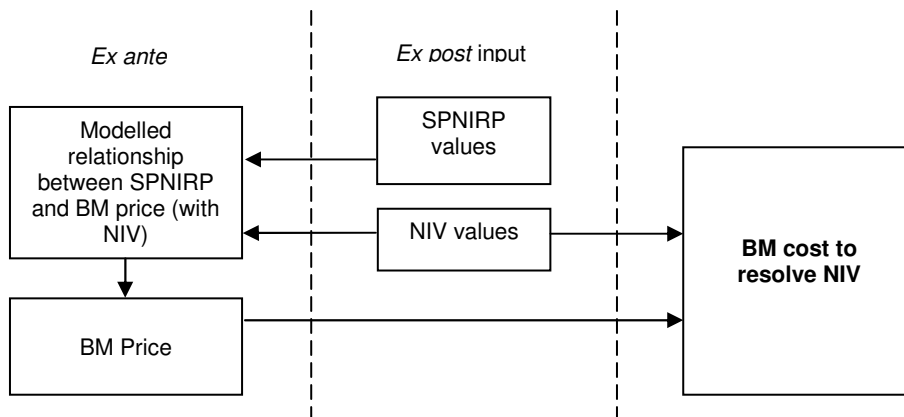 Ex ante
Ex post input
Modelled
relationship
between SPNIRP
and BM price (with
NIV)
SPNIRP
values
NIV values
BM Price
BM cost to
resolve NIV